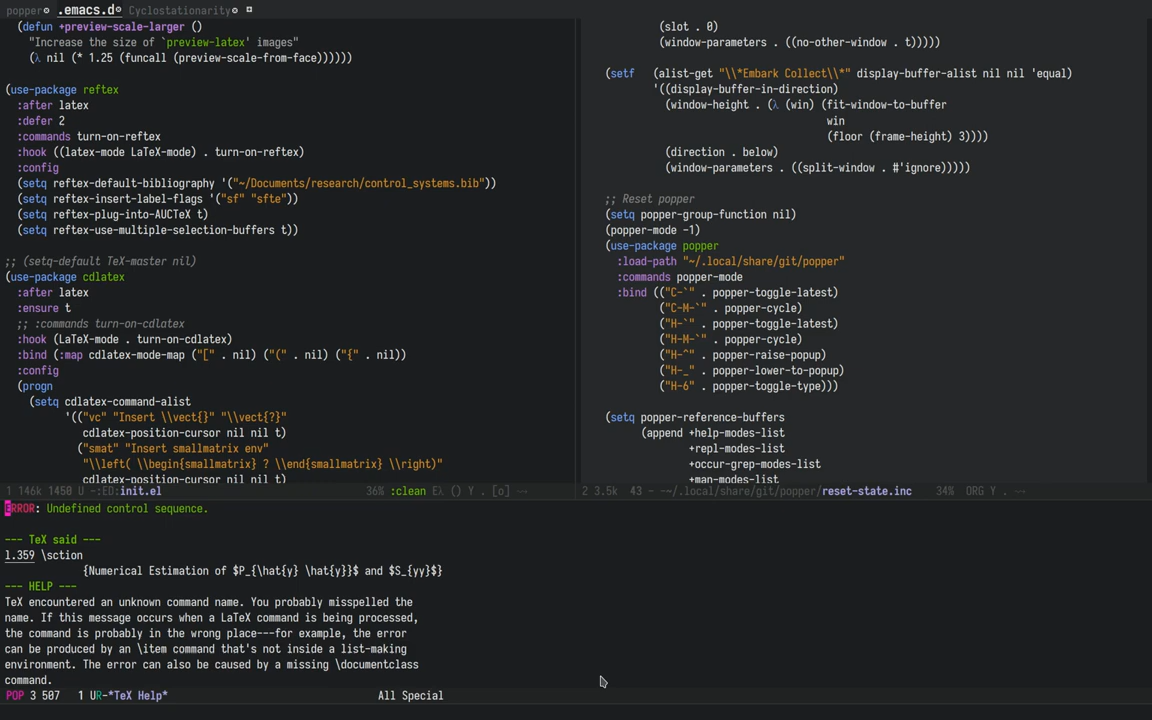 popper .emacs.d Cyclostationarity
(defun +preview-scale-larger ()
"Increase the size of `preview-latex' images"
(λ nil (* 1.25 (funcall (preview-scale-from-face))))))
(use-package reftex
:after latex
:defer 2
:commands turn-on-reftex
:hook ((latex-mode LaTeX-mode) . turn-on-reftex)
:config
(setq reftex-default-bibliography '("~/Documents/research/control_systems.bib"))
(setq reftex-insert-label-flags '("sf" "sfte"))
(setq reftex-plug-into-AUCTeX t)
(setq reftex-use-multiple-selection-buffers t))
;; (setq-default TeX-master nil)
(use-package cdlatex
:after latex
:ensure t
;; :commands turn-on-cdlatex
:hook (LaTeX-mode . turn-on-cdlatex)
:bind (:map cdlatex-mode-map ("[" . nil) ("(" . nil) ("{" . nil))
:config
(progn
(setq cdlatex-command-alist
'(("vc" "Insert \\vect{}" "\\vect{?}"
cdlatex-position-cursor nil nil t)
("smat" "Insert smallmatrix env"
"\\left( \\begin{smallmatrix} ? \\end{smallmatrix} \\right)"
cdlatex-position-cursor nil nil t)
1 146k 1450 U -:ED:init.el 36% :clean Eλ () Y . [o]
(slot . 0)
(window-parameters . ((no-other-window . t)))))
(setf (alist-get "\\*Embark Collect\\*" display-buffer-alist nil nil 'equal)
'((display-buffer-in-direction)
(window-height . (λ (win) (fit-window-to-buffer
win
(floor (frame-height) 3))))
(direction . below)
(window-parameters . ((split-window . #'ignore)))))
;; Reset popper
(setq popper-group-function nil)
(popper-mode -1)
(use-package popper
:load-path "~/.local/share/git/popper"
:commands popper-mode
:bind (("C-`" . popper-toggle-latest)
("C-M-`" . popper-cycle)
("H-`" . popper-toggle-latest)
("H-M-`" . popper-cycle)
("H-^" . popper-raise-popup)
("H-_" . popper-lower-to-popup)
("H-6" . popper-toggle-type)))
(setq popper-reference-buffers
(append +help-modes-list
+repl-modes-list
+occur-grep-modes-list
+man-modes-list
2 3.5k 43 - -~/.local/share/git/popper/reset-state.inc 34% ORG Y .
ERROR: Undefined control sequence.
--- TeX said ---
l.359 \sction
{Numerical Estimation of $P_{\hat{y} \hat{y}}$ and $S_{yy}$}
--- HELP ---
TeX encountered an unknown command name. You probably misspelled the
name. If this message occurs when a LaTeX command is being processed,
the command is probably in the wrong place---for example, the error
can be produced by an \item command that's not inside a list-making
environment. The error can also be caused by a missing \documentclass
command.
POP 3 507 1 UR-*TeX Help* All Special